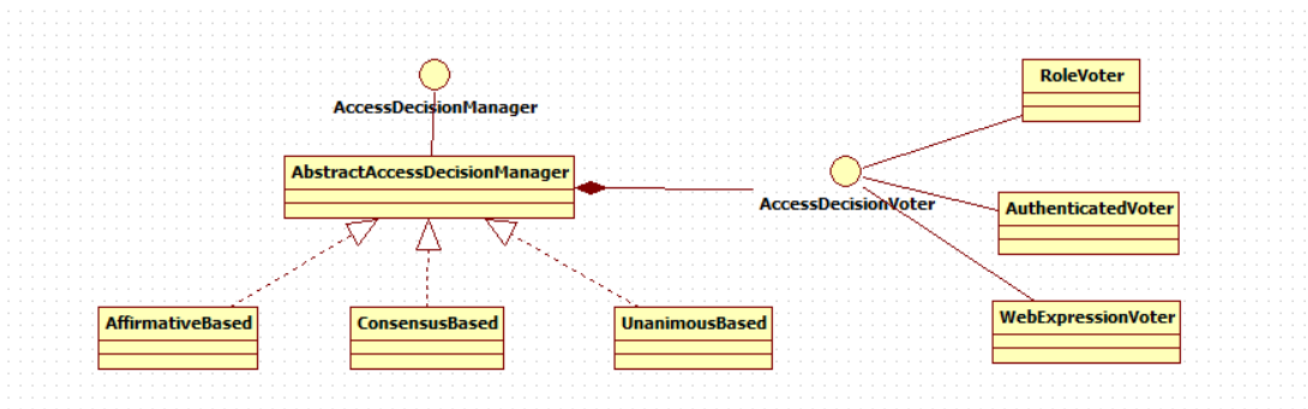 AccessDecisionManager
AbstractAccessDecisionManager
AccessDecisionVoter
RoleVoter
AuthenticatedVoter
WebExpressionVoter
AffirmativeBased
ConsensusBased
UnanimousBased